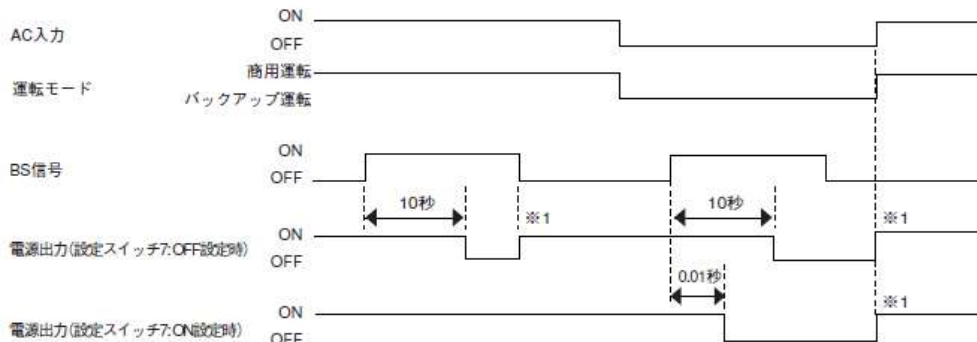 ON
AC入力
OFF
商用運転
運転モード
バックアップ運転
ON
BS信号
OFF
10秒
※1
10秒
※1
ON
電源出力(設定スイッチ7:OFF設定時)
OFF
0.01秒
※1
ON
電源出力(設定スイッチ7:ON設定時)
OFF